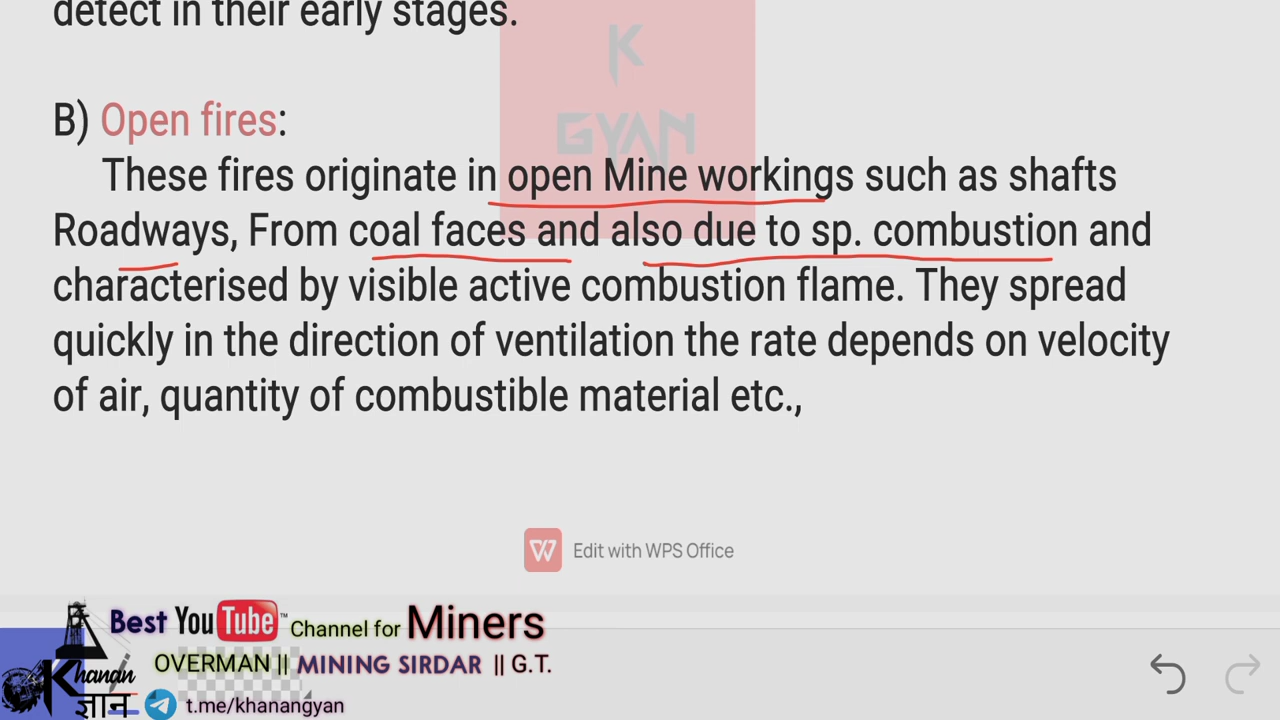 detect in their early stages.
K
GYAN
B) Open fires:
These fires originate in open Mine workings such as shafts
Roadways, From coal faces and also due to sp. combustion and
characterised by visible active combustion flame. They spread
quickly in the direction of ventilation the rate depends on velocity
of air, quantity of combustible material etc.,
W Edit with WPS Office
Best YouTube™ Channel for Miners
OVERMAN || MINING SIRDAR || G.T.
Khanan
ज्ञान t.me/khanangyan